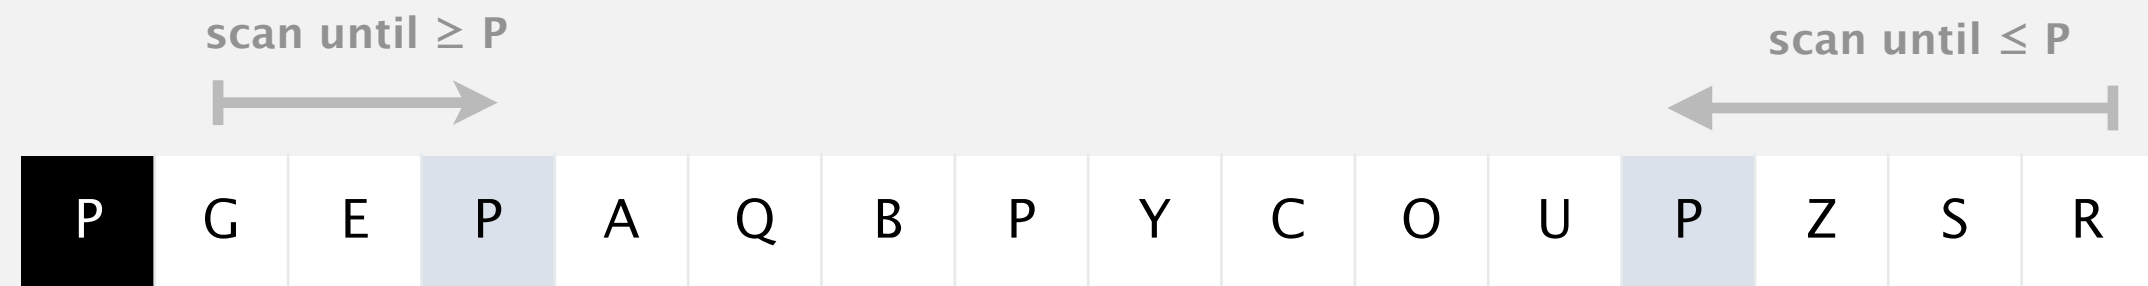 scan until ≥ P
scan until ≤ P
P G E P A Q B P Y C O U P Z S R